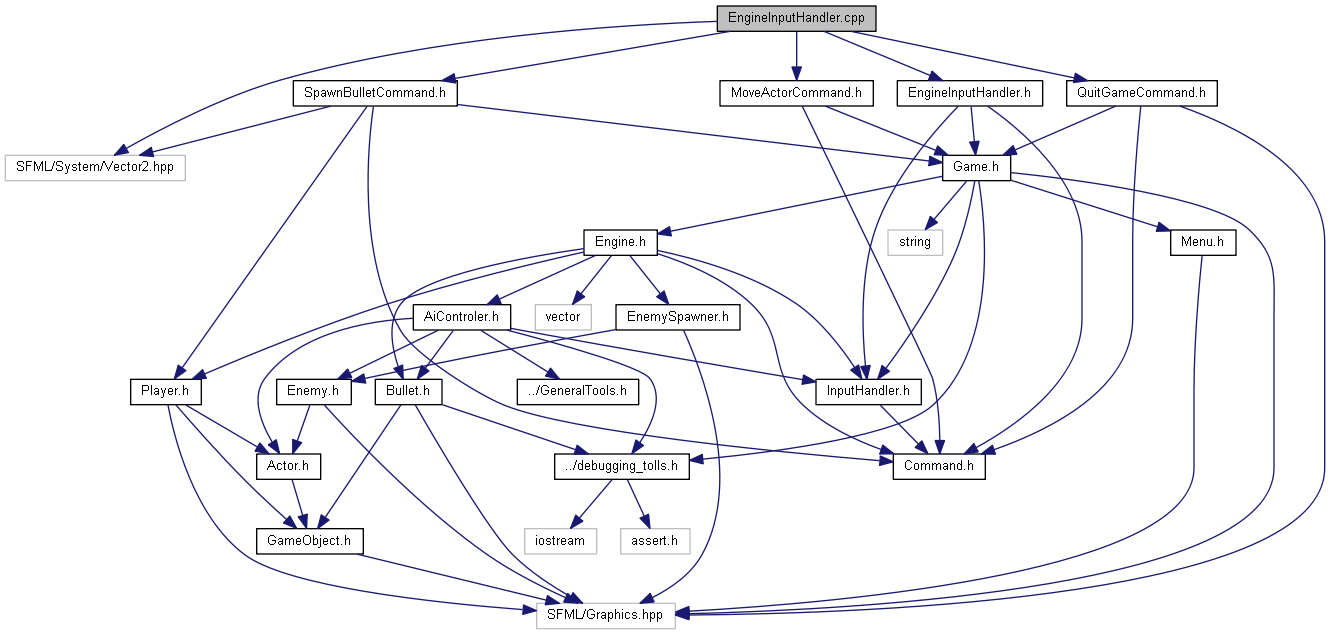 EngineInputHandler.cpp
SpawnBulletCommand.h
MoveActorCommand.h
EngineInputHandler.h
QuitGameCommand.h
SFML/System/Vector2.hpp
Game.h
Engine.h
string
Menu.h
AiControler.h
vector
EnemySpawner.h
Player.h
Enemy.h
Bullet.h
../GeneralTools.h
InputHandler.h
Actor.h
../debugging_tolls.h
Command.h
GameObject.h
iostream
assert.h
SFML/Graphics.hpp